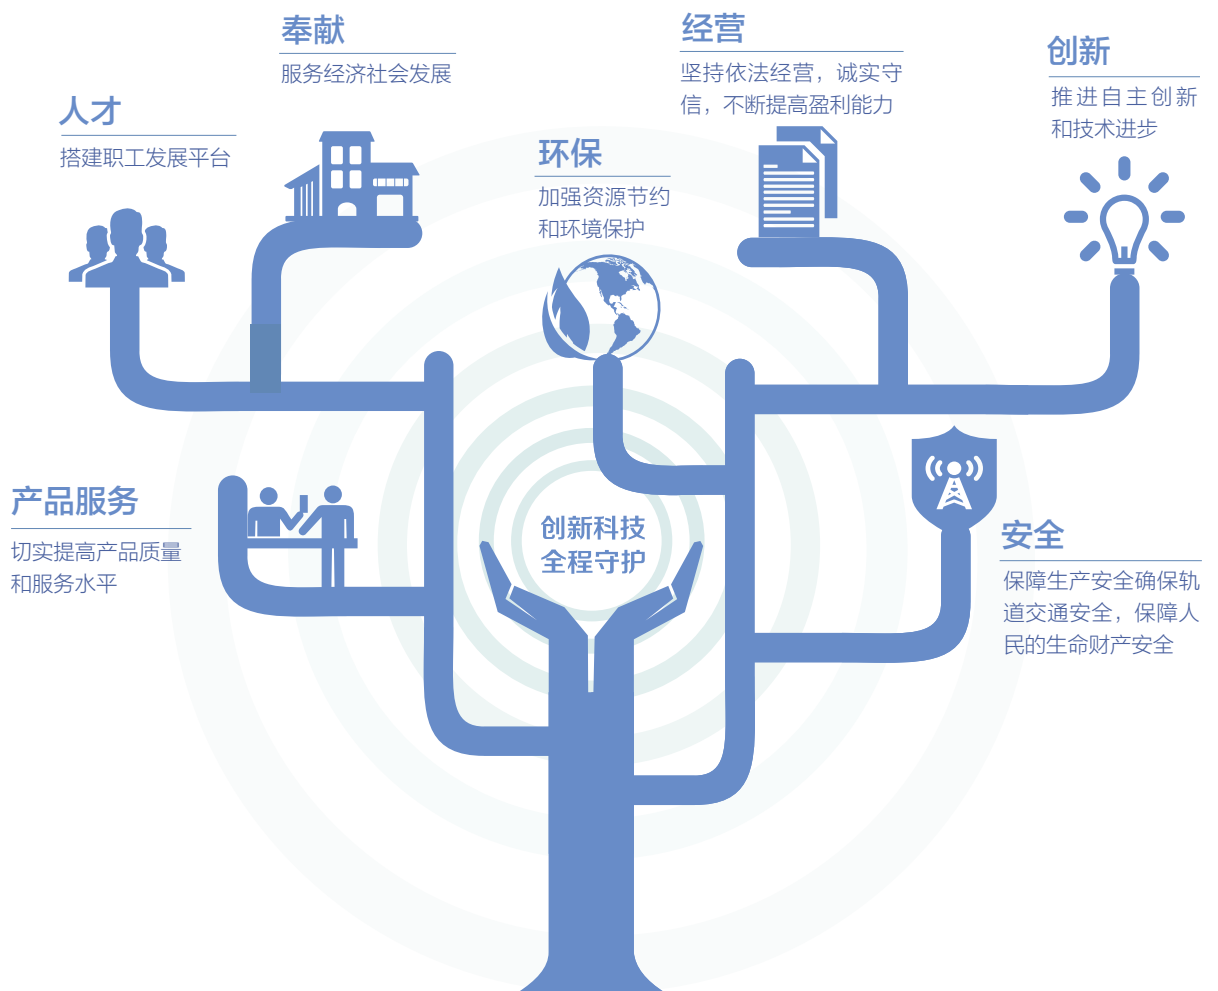 奉献
服务经济社会发展
经营
坚持依法经营，诚实守
信，不断提高盈利能力
创新
推进自主创新
和技术进步
人才
搭建职工发展平台
环保
加强资源节约
和环境保护
产品服务
切实提高产品质量
和服务水平
创新科技
全程守护
安全
保障生产安全确保轨
道交通安全，保障人
民的生命财产安全